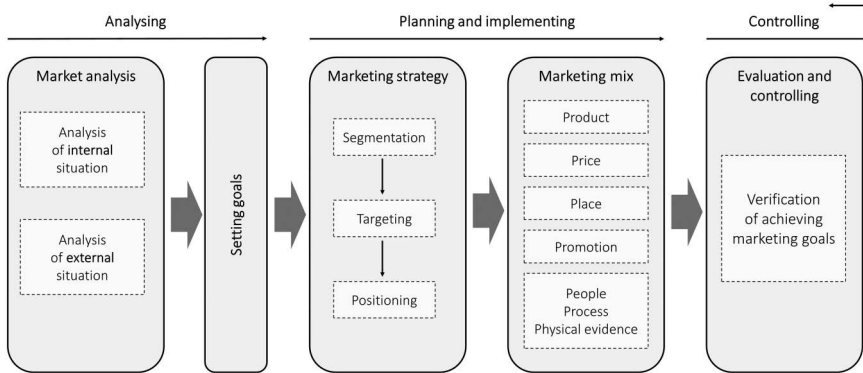 Analysing
Planning and implementing
Controlling
Market analysis
Analysis
of internal
situation
Analysis
of external
situation
Setting goals
Marketing strategy
Segmentation
Targeting
Positioning
Marketing mix
Product
Price
Place
Promotion
People
Process
Physical evidence
Evaluation and
controlling
Verification
of achieving
marketing goals